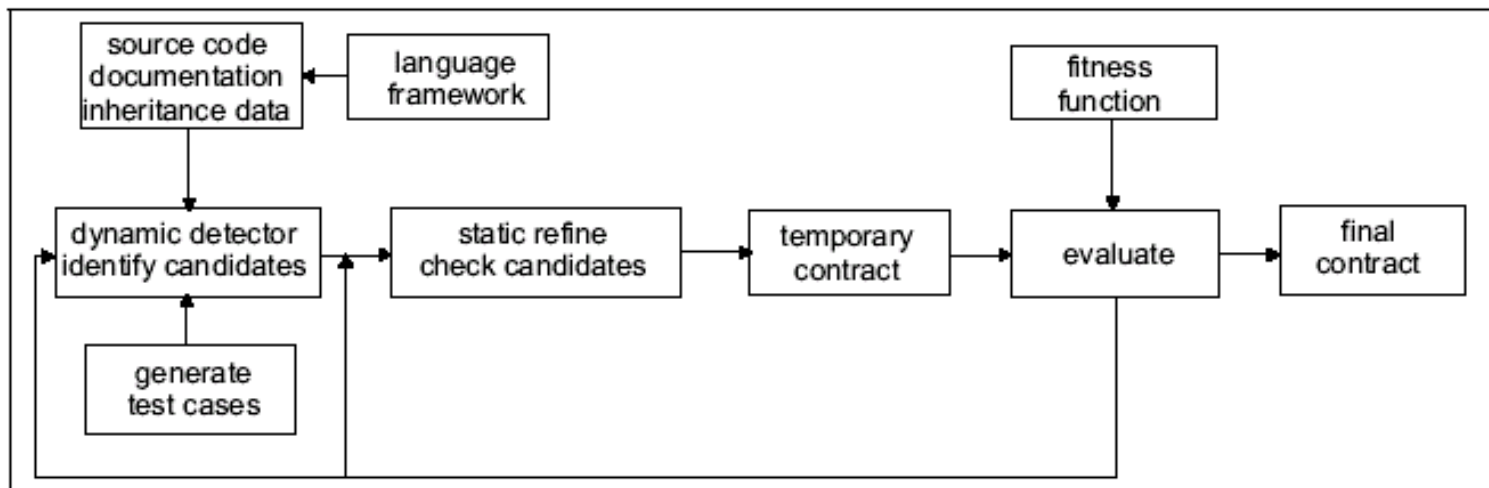 source code
documentation
inheritance data
language
framework
fitness
function
dynamic detector
identify candidates
static refine
check candidates
temporary
contract
evaluate
final
contract
generate
test cases